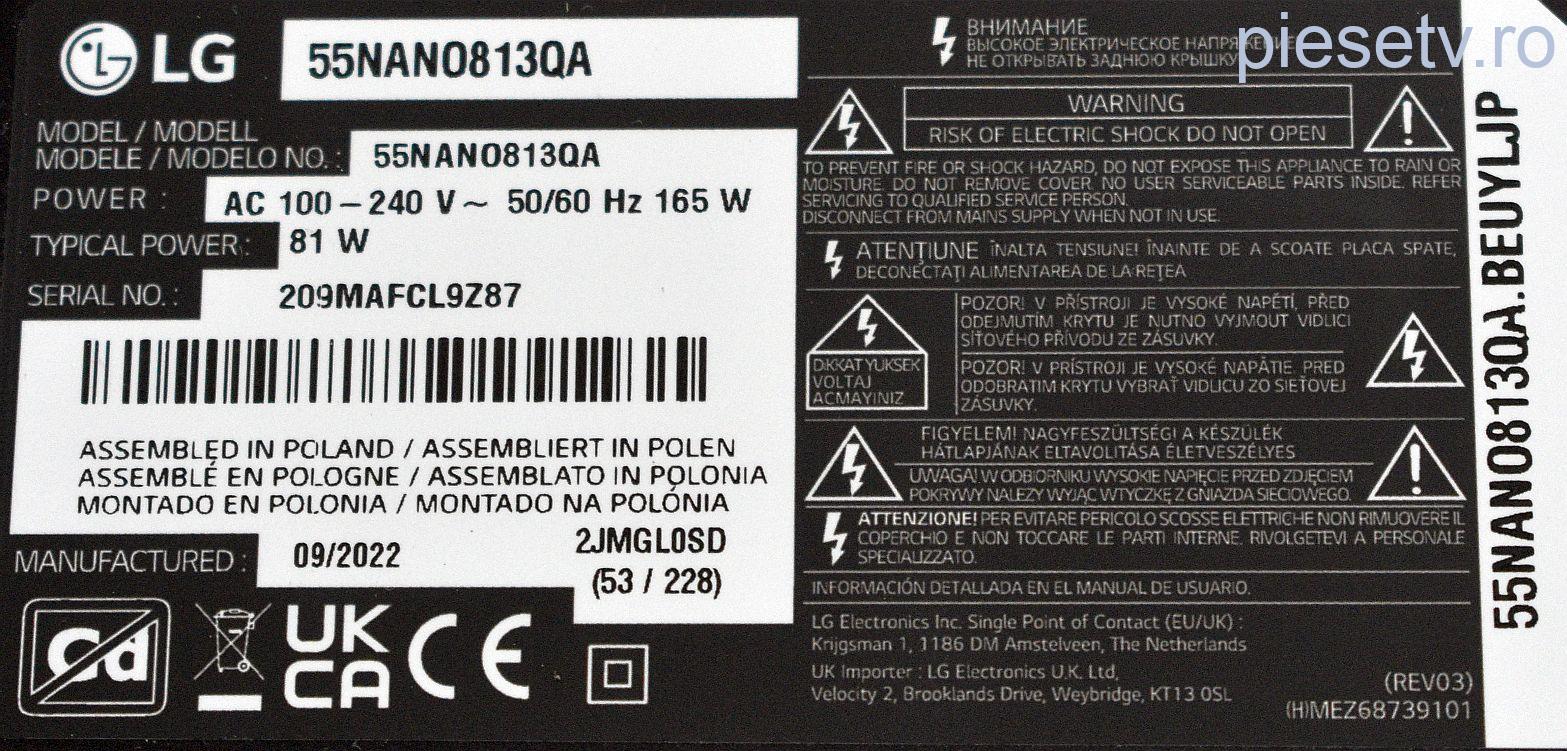 LG
55NANO813QA
MODEL / MODELL
MODELE / MODELO NO. : 55NANO813QA
POWER : AC 100 – 240 V ~ 50/60 Hz 165 W
TYPICAL POWER : 81 W
SERIAL NO. : 209MAFCL9Z87
ASSEMBLED IN POLAND / ASSEMBLIERT IN POLEN
ASSEMBLÉ EN POLOGNE / ASSEMBLATO IN POLONIA
MONTADO EN POLONIA / MONTADO NA POLÓNIA
MANUFACTURED : 09/2022
2JMGL0SD
(53 / 228)
Cd
UK
CA
CE
ВНИМАНИЕ
ВЫСОКОЕ ЭЛЕКТРИЧЕСКОЕ НАПРЯЖЕНИЕ
НЕ ОТКРЫВАТЬ ЗАДНЮЮ КРЫШКУ
piesetv.ro
WARNING
RISK OF ELECTRIC SHOCK DO NOT OPEN
TO PREVENT FIRE OR SHOCK HAZARD, DO NOT EXPOSE THIS APPLIANCE TO RAIN OR
MOISTURE. DO NOT REMOVE COVER. NO USER SERVICEABLE PARTS INSIDE. REFER
SERVICING TO QUALIFIED SERVICE PERSON.
DISCONNECT FROM MAINS SUPPLY WHEN NOT IN USE.
ATENŢIUNE ÎNALTA TENSIUNE! ÎNAINTE DE A SCOATE PLACA SPATE,
DECONECTAŢI ALIMENTAREA DE LA REŢEA
DIKKAT YUKSEK
VOLTAJ
ACMAYINIZ
POZOR! V PŘÍSTROJI JE VYSOKÉ NAPĚTÍ, PŘED
ODEJMUTÍM KRYTU JE NUTNO VYJMOUT VIDLICI
SÍŤOVÉHO PŘÍVODU ZE ZÁSUVKY.
POZOR! V PRÍSTROJI JE VYSOKÉ NAPÄTIE. PRED
ODOBRATIM KRYTU VYBRAŤ VIDLICU ZO SIEŤOVEJ
ZÁSUVKY.
FIGYELEM! NAGYFESZÜLTSÉG! A KÉSZÜLÉK
HÁTLAPJÁNAK ELTAVOLÍTÁSA ÉLETVESZÉLYES
UWAGA! W ODBIORNIKU WYSOKIE NAPIĘCIE PRZED ZDJĘCIEM
POKRYWY NALEŻY WYJĄĆ WTYCZKĘ Z GNIAZDA SIECIOWEGO.
ATTENZIONE! PER EVITARE PERICOLO SCOSSE ELETTRICHE NON RIMUOVERE IL
COPERCHIO E NON TOCCARE LE PARTI INTERNE. RIVOLGETEVI A PERSONALE
SPECIALIZZATO.
INFORMACIÓN DETALLADA EN EL MANUAL DE USUARIO.
LG Electronics Inc. Single Point of Contact (EU/UK) :
Krijgsman 1, 1186 DM Amstelveen, The Netherlands
UK Importer : LG Electronics U.K. Ltd,
Velocity 2, Brooklands Drive, Weybridge, KT13 0SL
(REV03)
(H)MEZ68739101
55NANO813QA.BEUYLJP